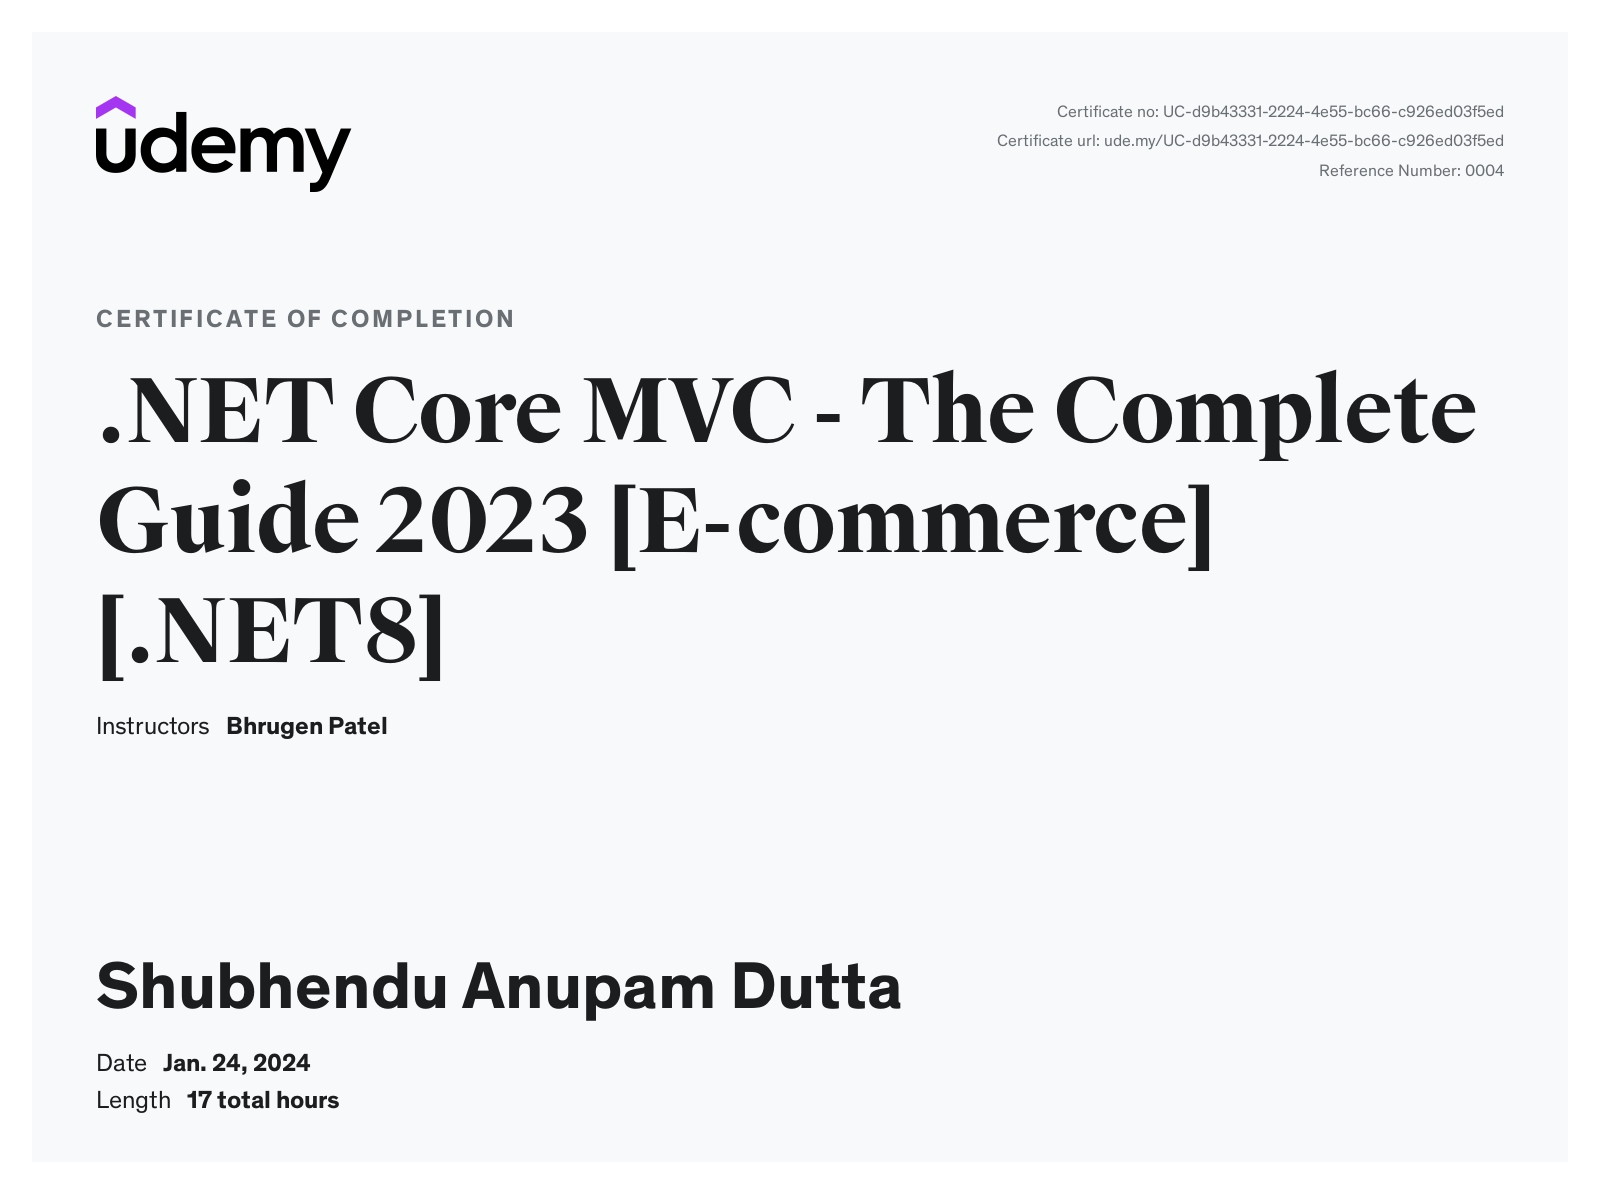 udemy
Certificate no: UC-d9b43331-2224-4e55-bc66-c926ed03f5ed
Certificate url: ude.my/UC-d9b43331-2224-4e55-bc66-c926ed03f5ed
Reference Number: 0004
CERTIFICATE OF COMPLETION
.NET Core MVC - The Complete
Guide 2023 [E-commerce]
[.NET8]
Instructors Bhrugen Patel
Shubhendu Anupam Dutta
Date Jan. 24, 2024
Length 17 total hours